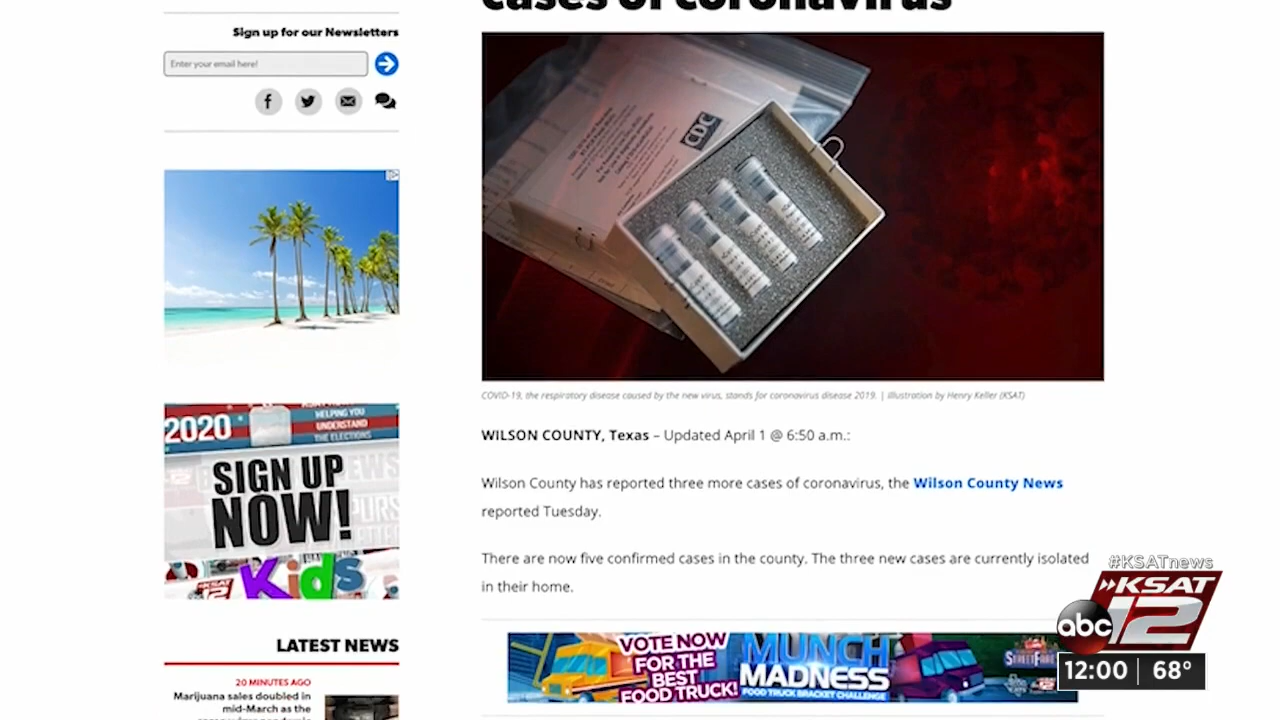 cases of coronavirus
Sign up for our Newsletters
Enter your email here!
CDC
COVID-19, the respiratory disease caused by the new virus, stands for coronavirus disease 2019. | Illustration by Henry Keller (KSAT)
WILSON COUNTY, Texas – Updated April 1 @ 6:50 a.m.:
Wilson County has reported three more cases of coronavirus, the Wilson County News
reported Tuesday.
There are now five confirmed cases in the county. The three new cases are currently isolated
in their home.
2020
HELPING YOU
UNDERSTAND
THE ELECTIONS
SIGN UP
NOW!
KSAT
12
Kids
LATEST NEWS
20 MINUTES AGO
Marijuana sales doubled in
mid-March as the
VOTE NOW
FOR THE
BEST
FOOD TRUCK!
MUNCH
MADNESS
FOOD TRUCK BRACKET CHALLENGE
#KSATnews
KSAT
abc 12
12:00 68°